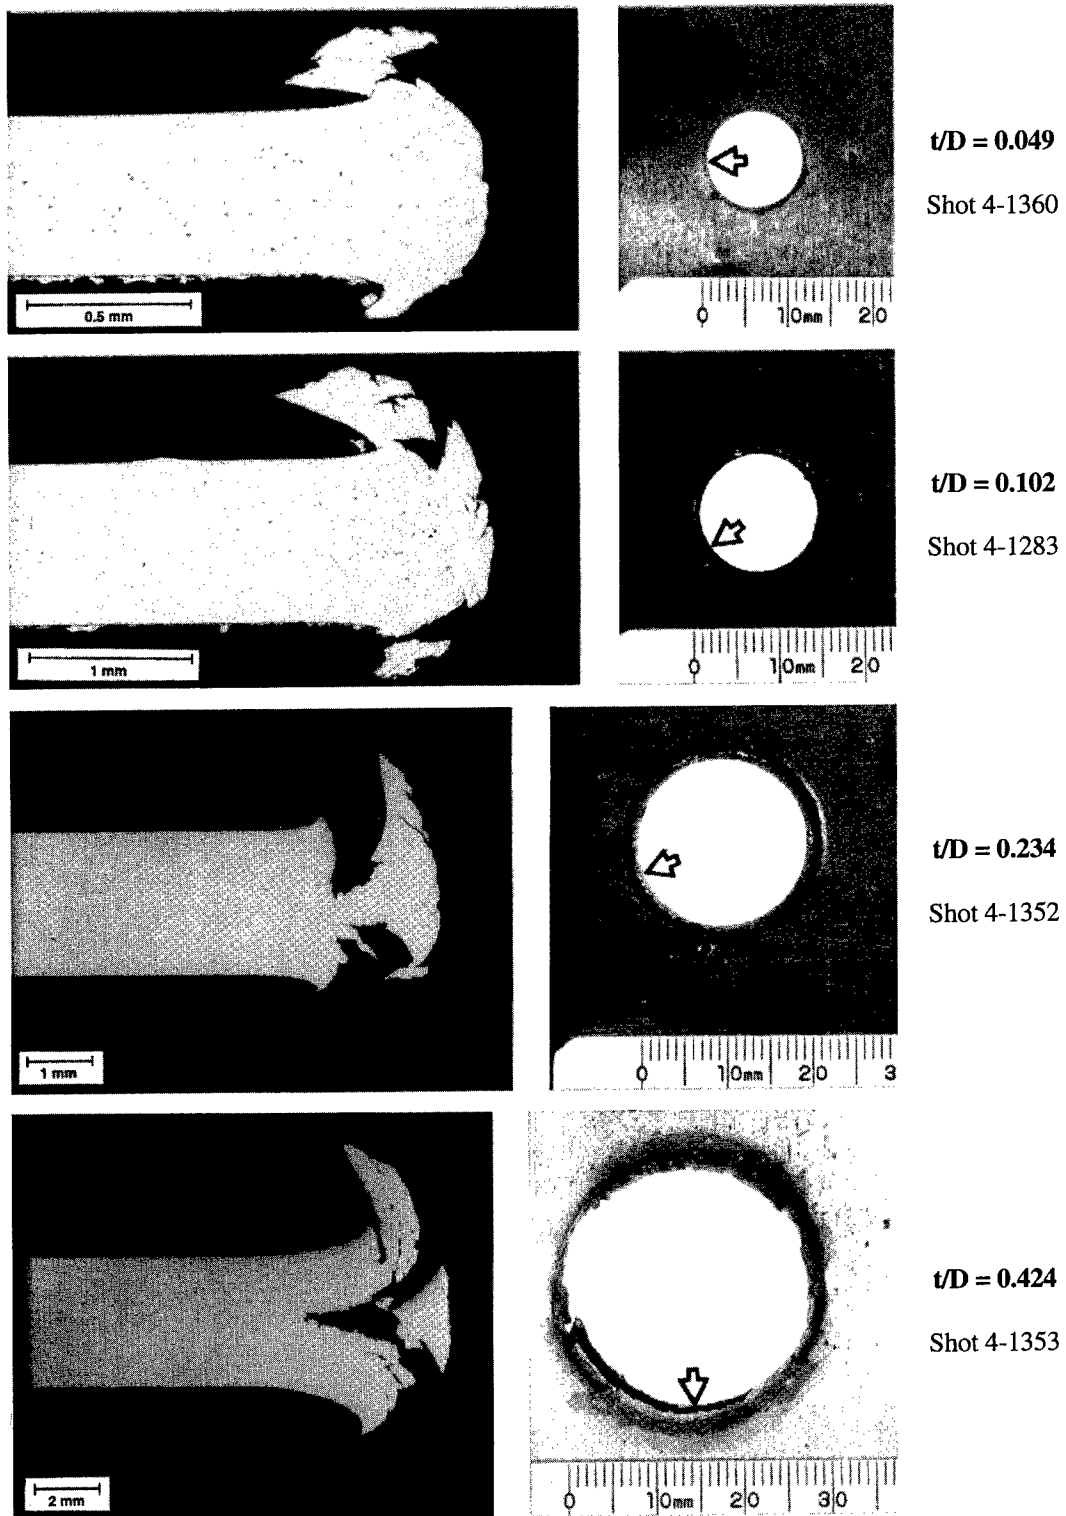 0.5 mm
0 10mm 20
t/D = 0.049
Shot 4-1360
1 mm
0 10mm 20
t/D = 0.102
Shot 4-1283
1 mm
0 10mm 20 3
t/D = 0.234
Shot 4-1352
2 mm
0 10mm 20 30
t/D = 0.424
Shot 4-1353